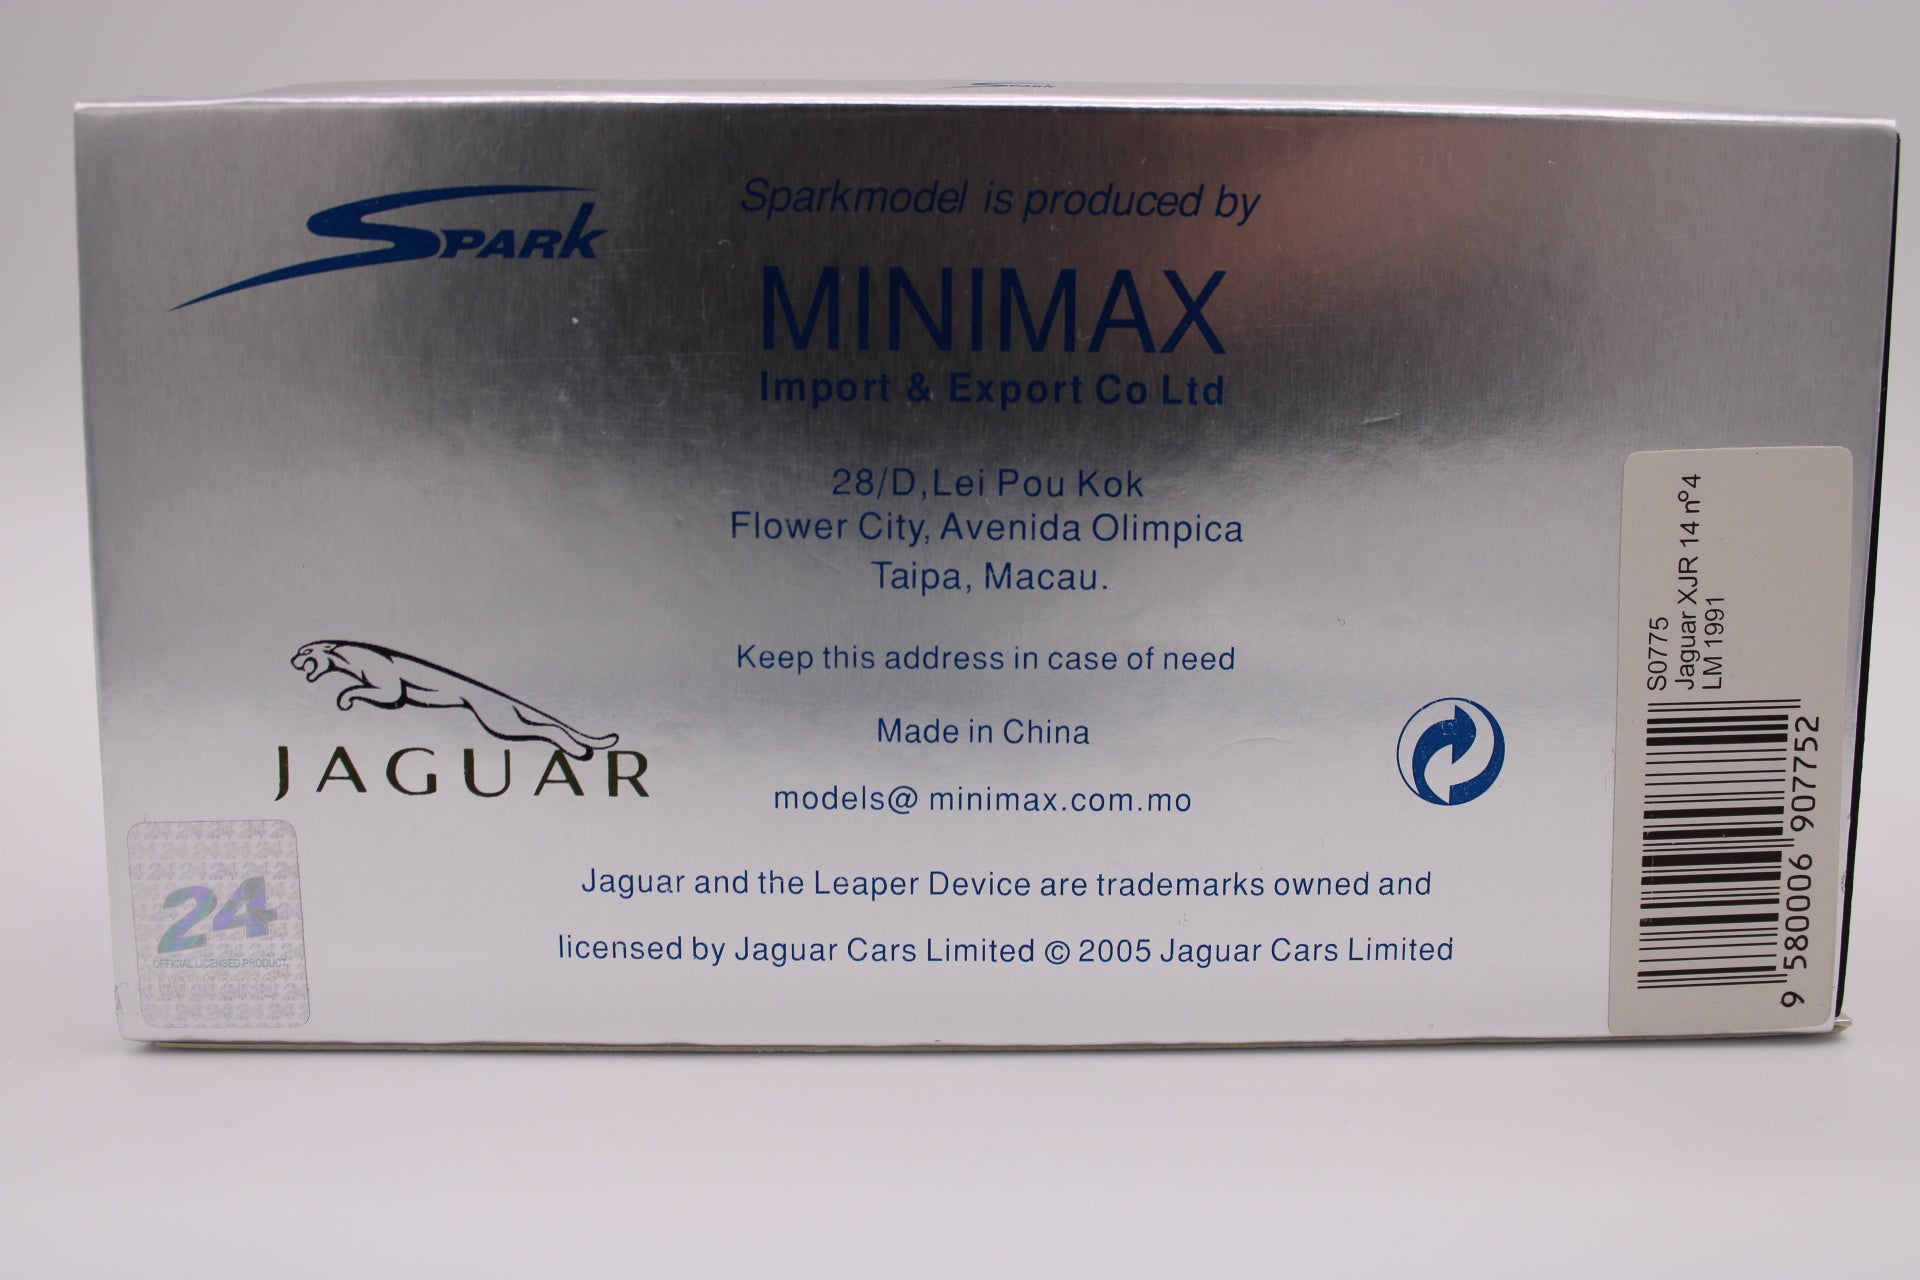 SPARK
Sparkmodel is produced by
MINIMAX
Import & Export Co Ltd
28/D, Lei Pou Kok
Flower City, Avenida Olimpica
Taipa, Macau.
Keep this address in case of need
Made in China
models@ minimax.com.mo
JAGUAR
Jaguar and the Leaper Device are trademarks owned and
licensed by Jaguar Cars Limited © 2005 Jaguar Cars Limited
24
OFFICIAL LICENSED PRODUCT
S0775
Jaguar XJR 14 nº4
LM 1991
9 580006 907752